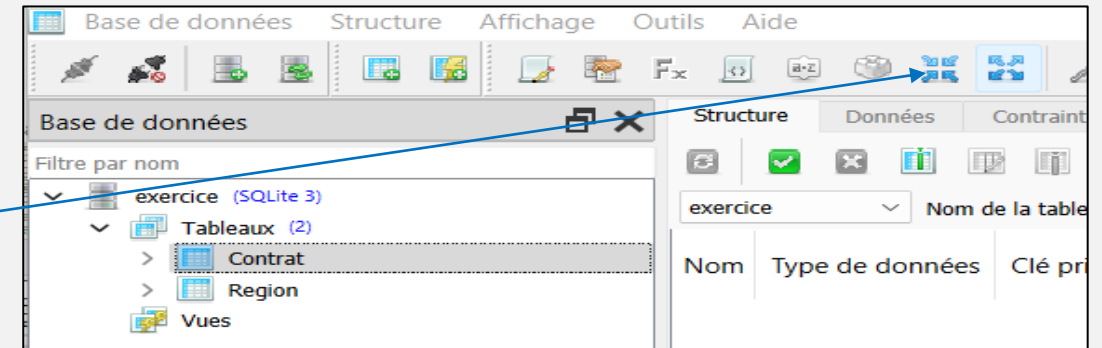 Base de données Structure Affichage Outils Aide
Base de données
Structure Données Contraint
Filtre par nom
exercice (SQLite 3)
exercice Nom de la table
Tableaux (2)
Contrat
Nom Type de données Clé pri
Region
Vues